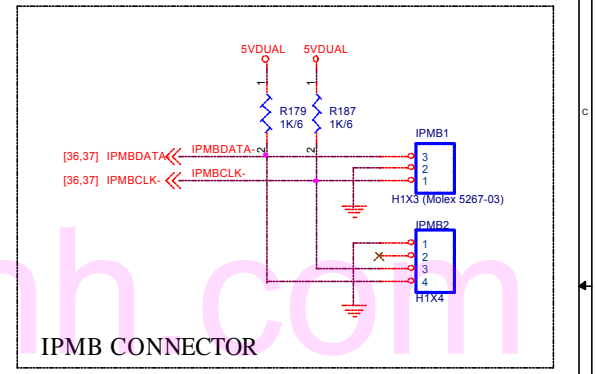 5VDUAL 5VDUAL
1 1
R179 R187
1K/6 1K/6
2 2
IPMB1
[36,37] IPMBDATA- IPMBDATA- 3
2
[36,37] IPMBCLK- IPMBCLK- 1
H1X3 (Molex 5267-03)
IPMB2
1
2
3
4
H1X4
IPMB CONNECTOR
C
nh.com